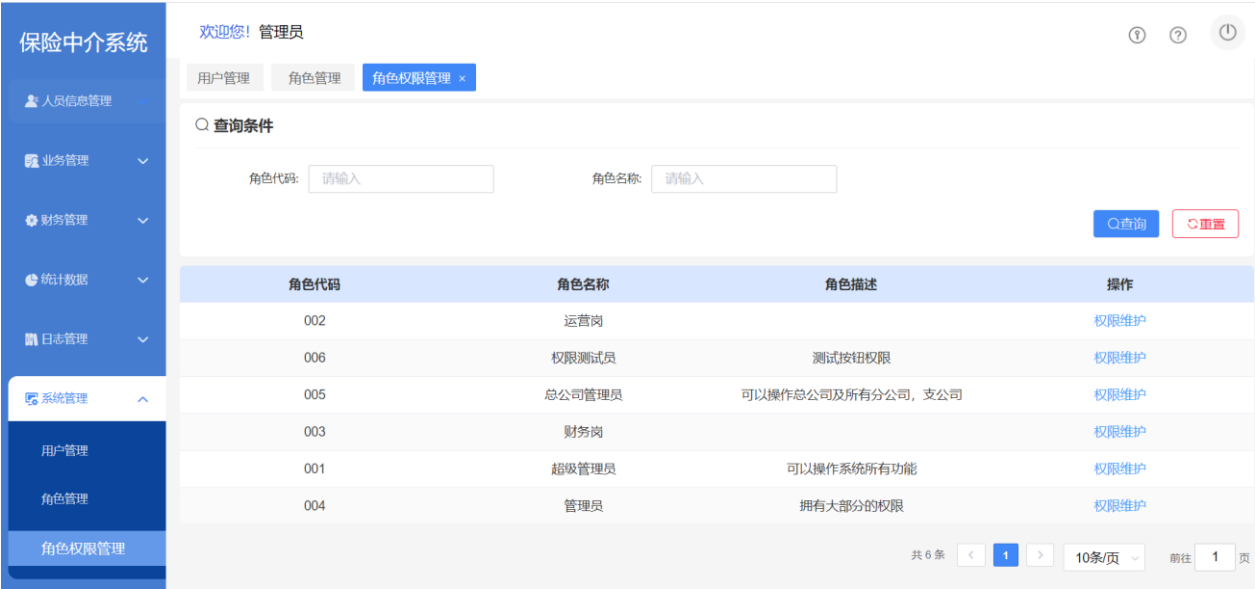 保险中介系统
欢迎您！管理员
用户管理 角色管理 角色权限管理 ×
人员信息管理
业务管理
财务管理
统计数据
日志管理
系统管理
用户管理
角色管理
角色权限管理
查询条件
角色代码: 请输入 角色名称: 请输入
查询 重置
角色代码 角色名称 角色描述 操作
002 运营岗 权限维护
006 权限测试员 测试按钮权限 权限维护
005 总公司管理员 可以操作总公司及所有分公司，支公司 权限维护
003 财务岗 权限维护
001 超级管理员 可以操作系统所有功能 权限维护
004 管理员 拥有大部分的权限 权限维护
共 6 条 < 1 > 10条/页 前往 1 页